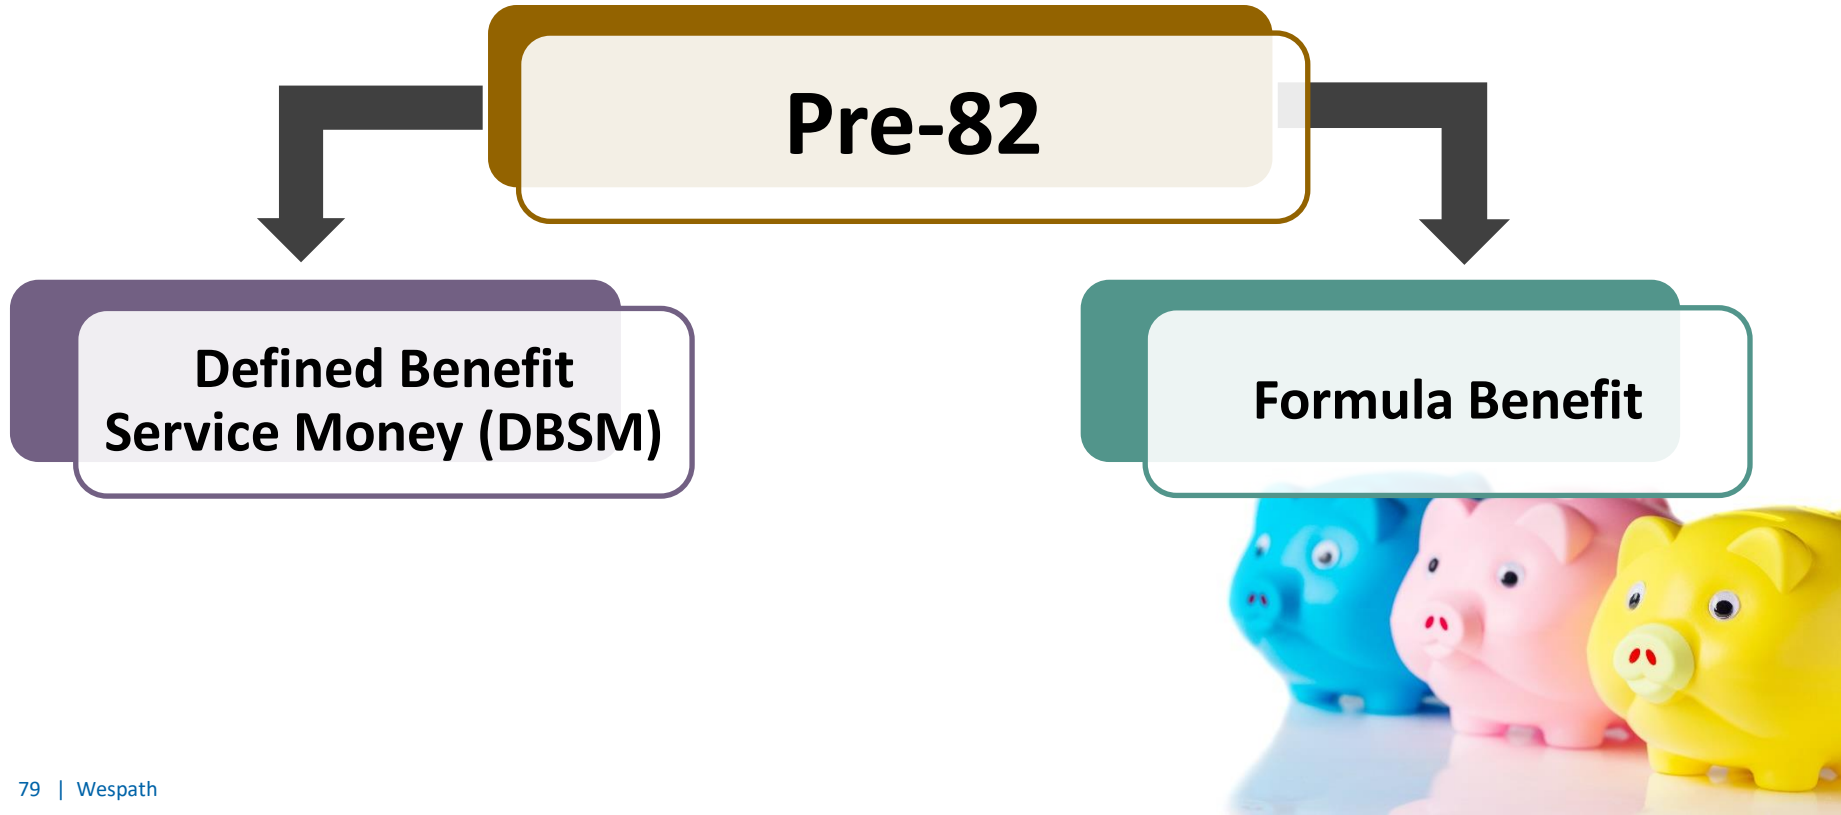 Pre-82
Defined Benefit
Service Money (DBSM)
Formula Benefit
79 | Wespath